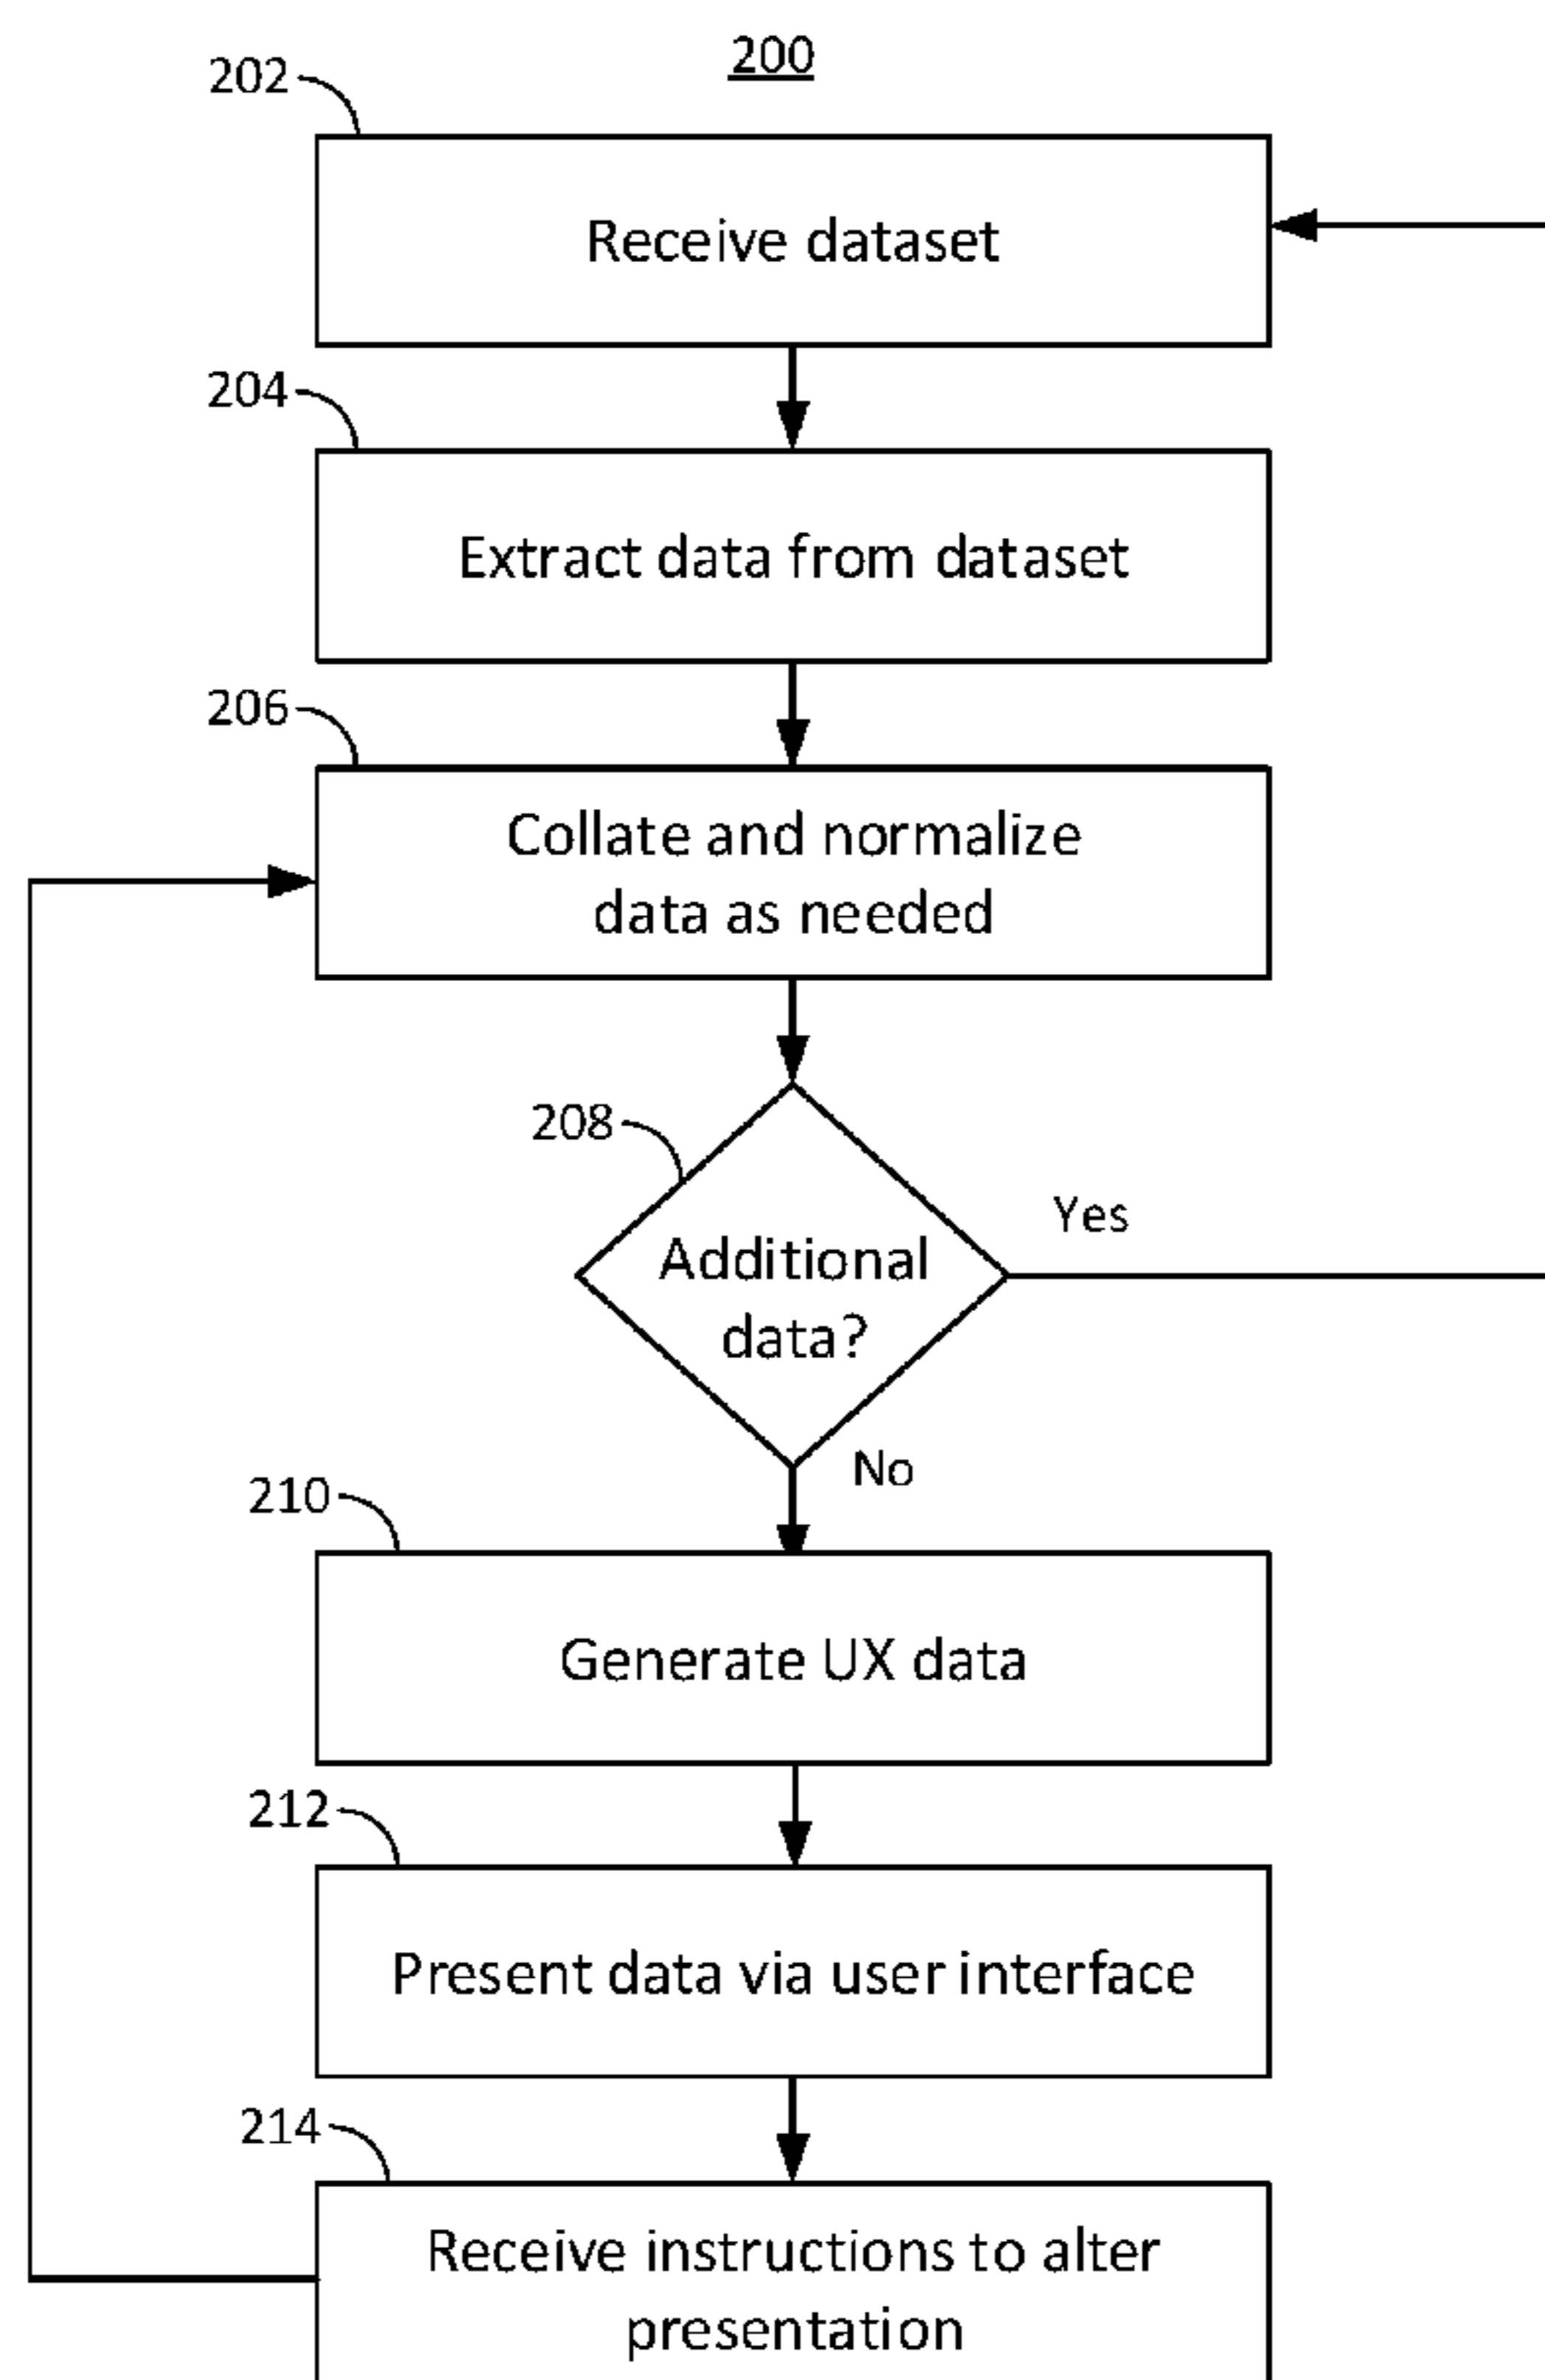 200
202
Receive dataset
204
Extract data from dataset
206
Collate and normalize
data as needed
208
Additional
data?
Yes
No
210
Generate UX data
212
Present data via user interface
214
Receive instructions to alter
presentation